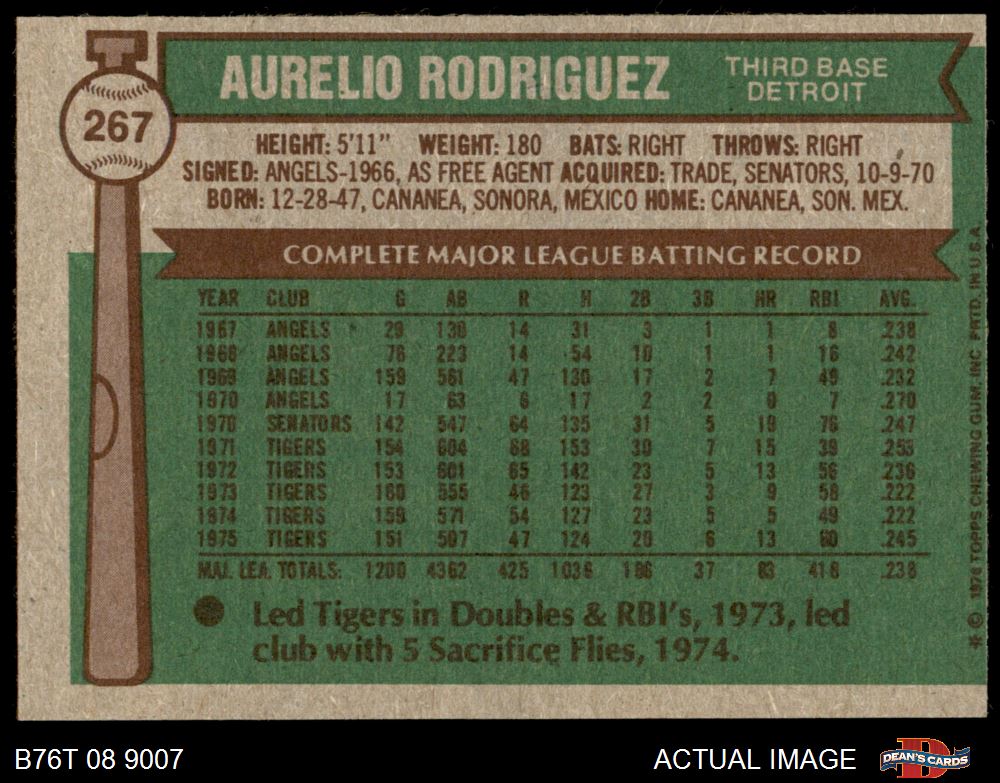 267
AURELIO RODRIGUEZ
THIRD BASE
DETROIT
HEIGHT: 5'11" WEIGHT: 180 BATS: RIGHT THROWS: RIGHT
SIGNED: ANGELS-1966, AS FREE AGENT ACQUIRED: TRADE, SENATORS, 10-9-70
BORN: 12-28-47, CANANEA, SONORA, MEXICO HOME: CANANEA, SON. MEX.
COMPLETE MAJOR LEAGUE BATTING RECORD
YEAR CLUB G AB R H 2B 3B HR RBI AVG.
1967 ANGELS 29 130 14 31 3 1 1 8 .238
1968 ANGELS 76 223 14 54 10 1 1 16 .242
1969 ANGELS 159 561 47 130 17 2 7 49 .232
1970 ANGELS 17 63 6 17 2 2 0 7 .270
1970 SENATORS 142 547 64 135 31 5 19 76 .247
1971 TIGERS 154 604 68 153 30 7 15 39 .253
1972 TIGERS 153 601 65 142 23 5 13 56 .236
1973 TIGERS 160 555 46 123 27 3 9 58 .222
1974 TIGERS 159 571 54 127 23 5 5 49 .222
1975 TIGERS 151 507 47 124 20 6 13 60 .245
MAJ. LEA. TOTALS: 1200 4362 425 1036 186 37 83 418 .238
Led Tigers in Doubles & RBI's, 1973, led
club with 5 Sacrifice Flies, 1974.
* © 1976 TOPPS CHEWING GUM, INC. PRTD. IN U.S.A.
B76T 08 9007
ACTUAL IMAGE
D
DEAN'S CARDS